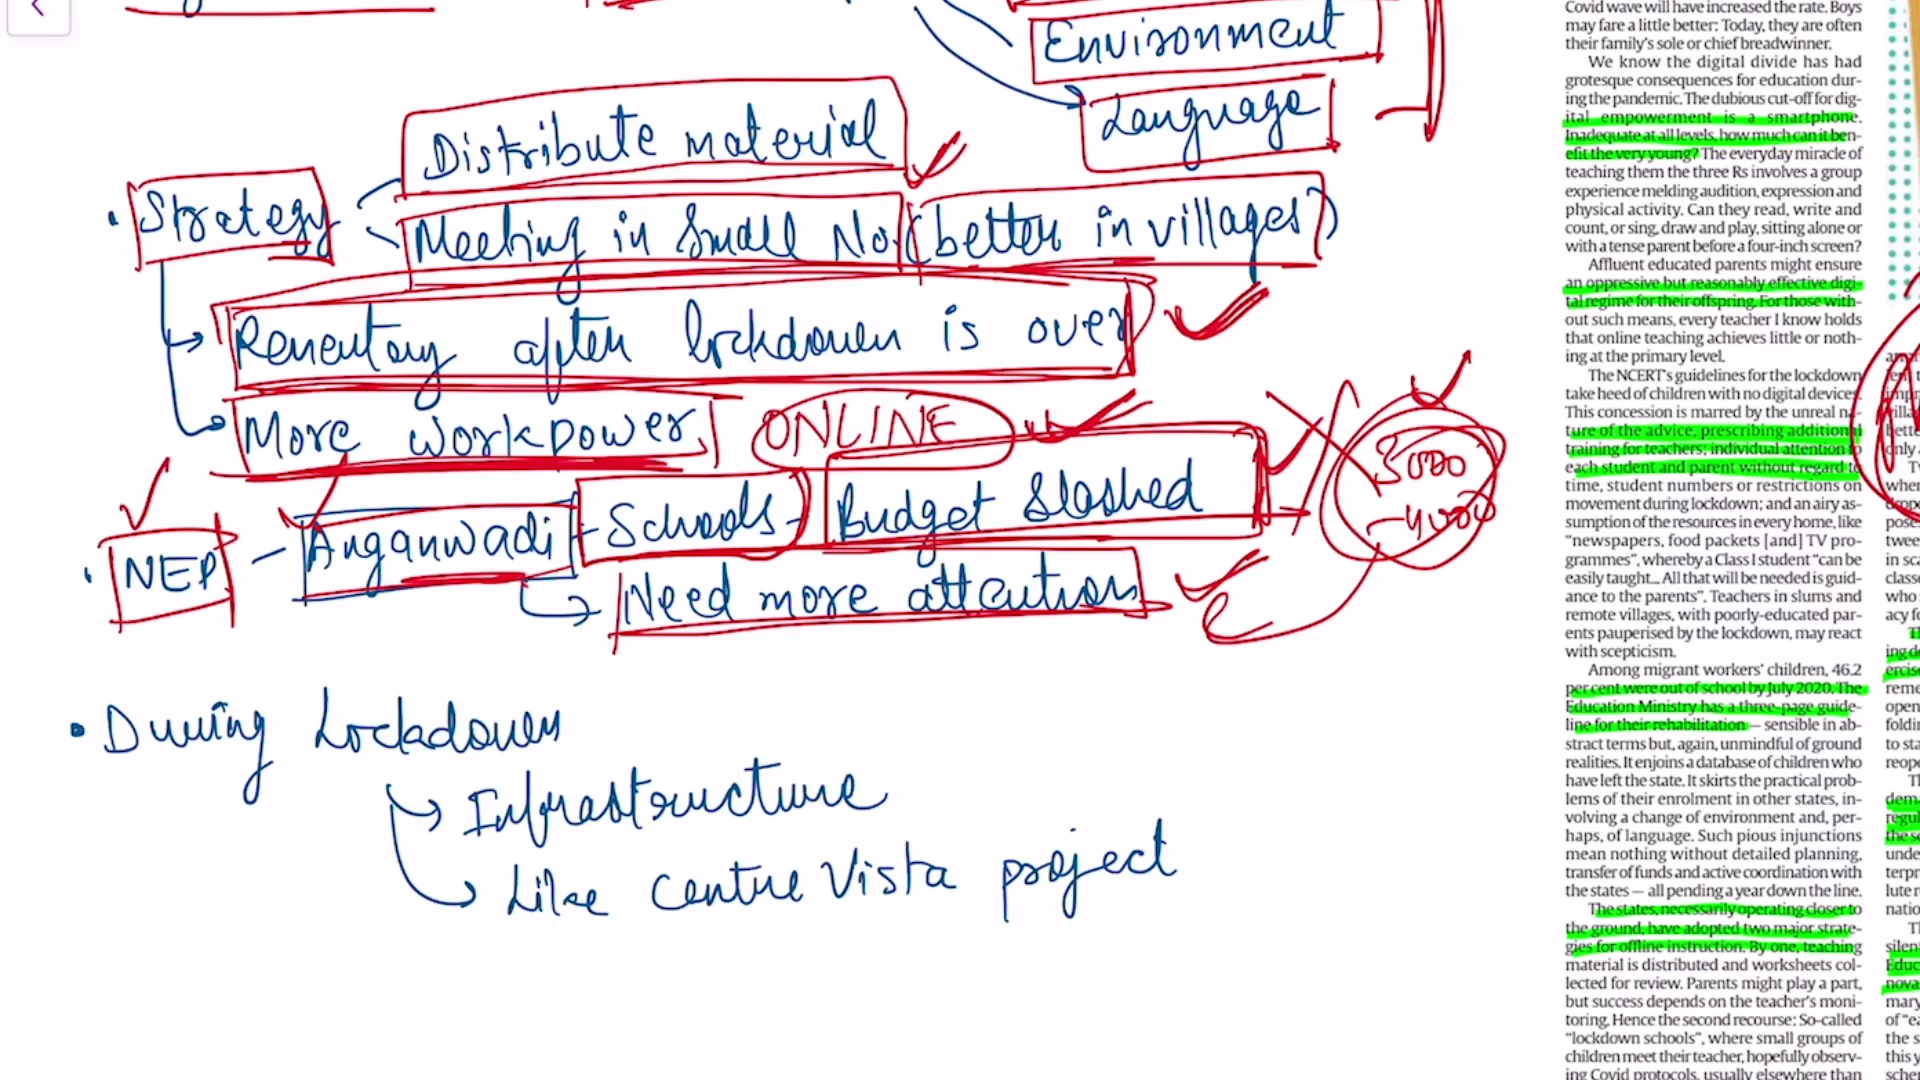 Environment
Language
Distribute material
• Strategy
Meeting in Small No. (better in villages)
after lockdown is over
More workpower ONLINE
3000
-4000
• NEP - Anganwadi - Schools - Budget Slashed
Need more attention
• During Lockdown
Infrastructure
Like Centre Vista project
Covid wave will have increased the rate. Boys
may fare a little better: Today, they are often
their family's sole or chief breadwinner.
We know the digital divide has had
grotesque consequences for education dur-
ing the pandemic. The dubious cut-off for dig-
ital empowerment is a smartphone.
Inadequate at all levels, how much can it ben-
efit the very young? The everyday miracle of
teaching them the three Rs involves a group
experience melding audition, expression and
physical activity. Can they read, write and
count, or sing, draw and play, sitting alone or
with a tense parent before a four-inch screen?
Affluent educated parents might ensure
an oppressive but reasonably effective digi-
tal regime for their offspring. For those with-
out such means, every teacher I know holds
that online teaching achieves little or noth-
ing at the primary level.
The NCERT's guidelines for the lockdown
take heed of children with no digital devices.
This concession is marred by the unreal na-
ture of the advice, prescribing additional
training for teachers; individual attention to
each student and parent without regard to
time, student numbers or restrictions on
movement during lockdown; and an airy as-
sumption of the resources in every home, like
"newspapers, food packets [and] TV pro-
grammes", whereby a Class I student "can be
easily taught... All that will be needed is guid-
ance to the parents". Teachers in slums and
remote villages, with poorly-educated par-
ents pauperised by the lockdown, may react
with scepticism.
Among migrant workers' children, 46.2
per cent were out of school by July 2020. The
Education Ministry has a three-page guide-
line for their rehabilitation — sensible in ab-
stract terms but, again, unmindful of ground
realities. It enjoins a database of children who
have left the state. It skirts the practical prob-
lems of their enrolment in other states, in-
volving a change of environment and, per-
haps, of language. Such pious injunctions
mean nothing without detailed planning,
transfer of funds and active coordination with
the states — all pending a year down the line.
The states, necessarily operating closer to
the ground, have adopted two major strate-
gies for offline instruction. By one, teaching
material is distributed and worksheets col-
lected for review. Parents might play a part,
but success depends on the teacher's moni-
toring. Hence the second recourse: So-called
"lockdown schools", where small groups of
children meet their teacher, hopefully observ-
ing Covid protocols, usually elsewhere than